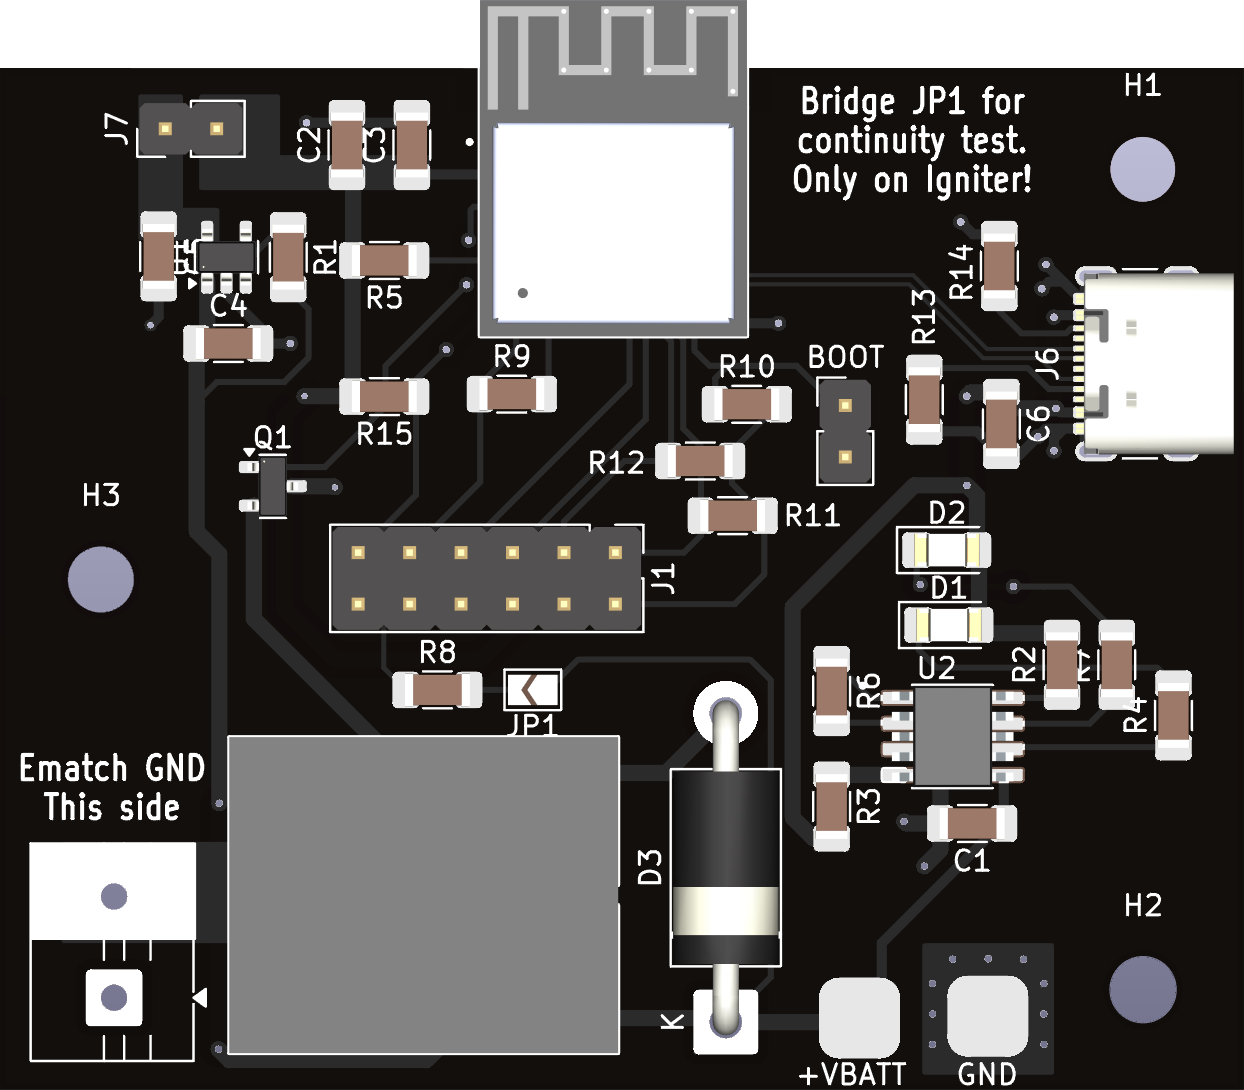 Bridge JP1 for
continuity test.
Only on Igniter!
H1
J7
C2
C3
R14
R1
R5
C4
R13
J6
R9
R10
BOOT
R15
Q1
R12
C6
H3
R11
D2
J1
D1
R8
U2
R2
R7
R6
R4
JP1
Ematch GND
This side
R3
D3
C1
H2
K
+VBATT
GND